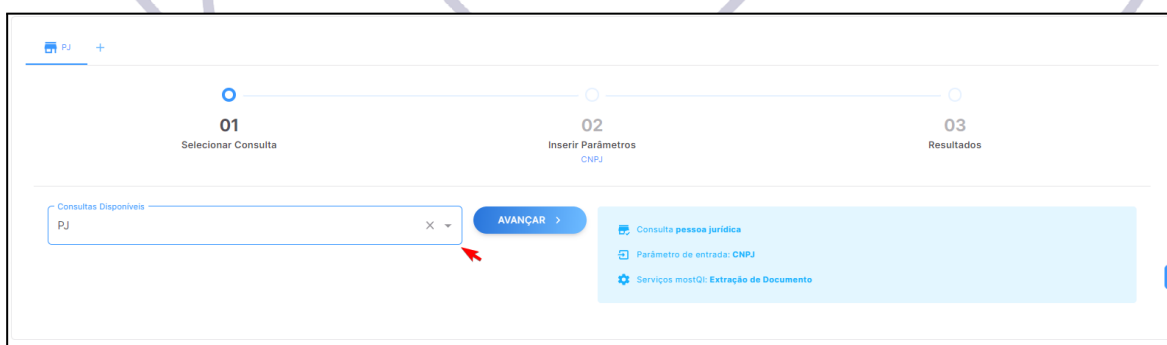 PJ +
01
Selecionar Consulta
02
Inserir Parâmetros
CNPJ
03
Resultados
Consultas Disponíveis
PJ
AVANÇAR >
Consulta pessoa jurídica
Parâmetro de entrada: CNPJ
Serviços mostQI: Extração de Documento